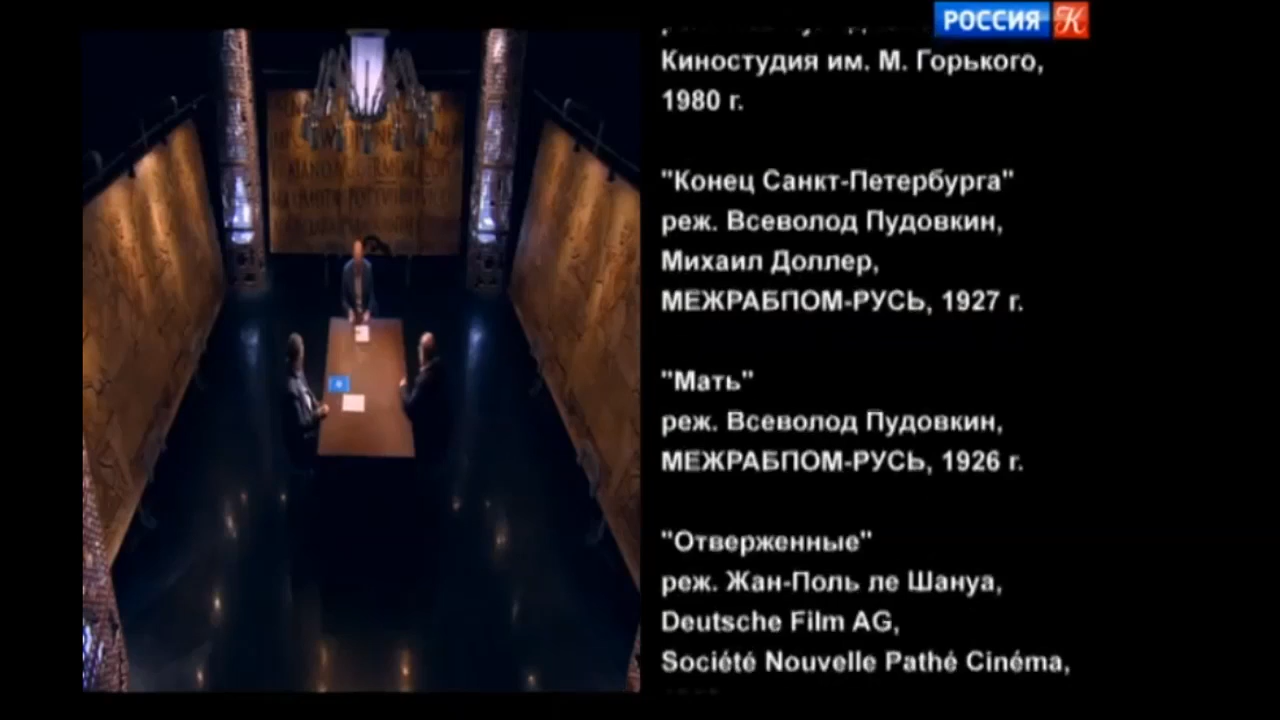 РОССИЯ К
Киностудия им. М. Горького,
1980 г.
"Конец Санкт-Петербурга"
реж. Всеволод Пудовкин,
Михаил Доллер,
МЕЖРАБПОМ-РУСЬ, 1927 г.
"Мать"
реж. Всеволод Пудовкин,
МЕЖРАБПОМ-РУСЬ, 1926 г.
"Отверженные"
реж. Жан-Поль ле Шануа,
Deutsche Film AG,
Société Nouvelle Pathé Cinéma,